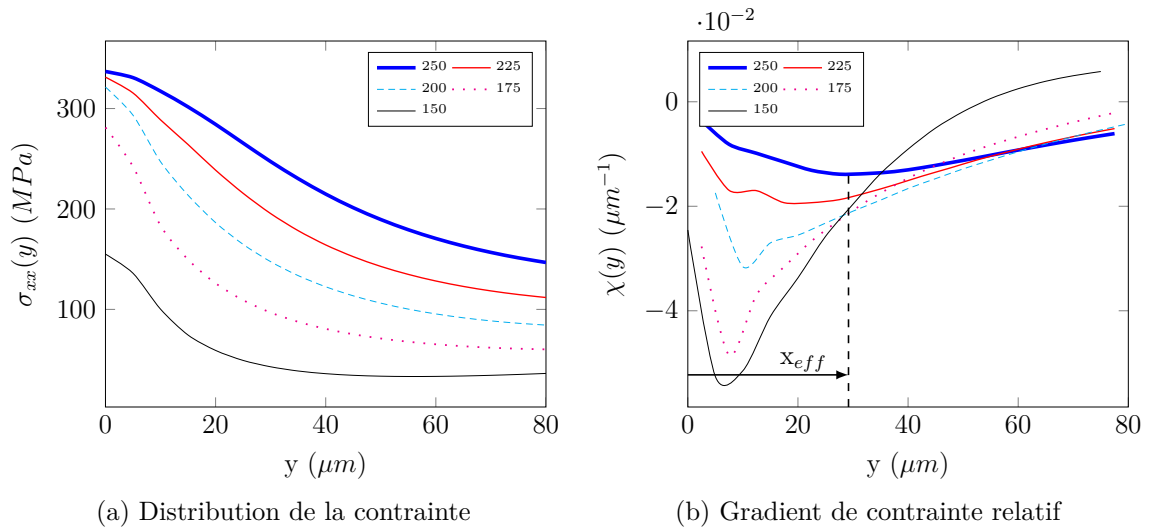 250 225
200 175
150
300
200
100
0 20 40 60 80
σxx(y) (MPa)
y (μm)
(a) Distribution de la contrainte
·10−2
250 225
200 175
150
0
−2
−4
xeff
0 20 40 60 80
χ(y) (μm−1)
y (μm)
(b) Gradient de contrainte relatif